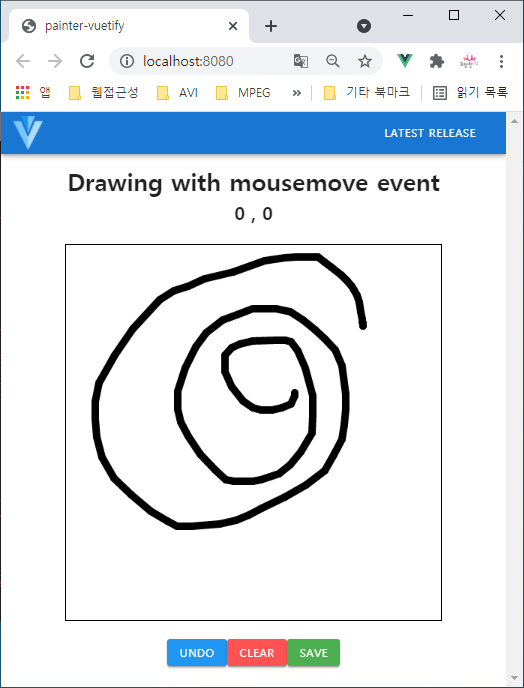 painter-vuetify
localhost:8080
앱 웹접근성 AVI MPEG » 기타 북마크 읽기 목록
LATEST RELEASE
Drawing with mousemove event
0 , 0
UNDO CLEAR SAVE